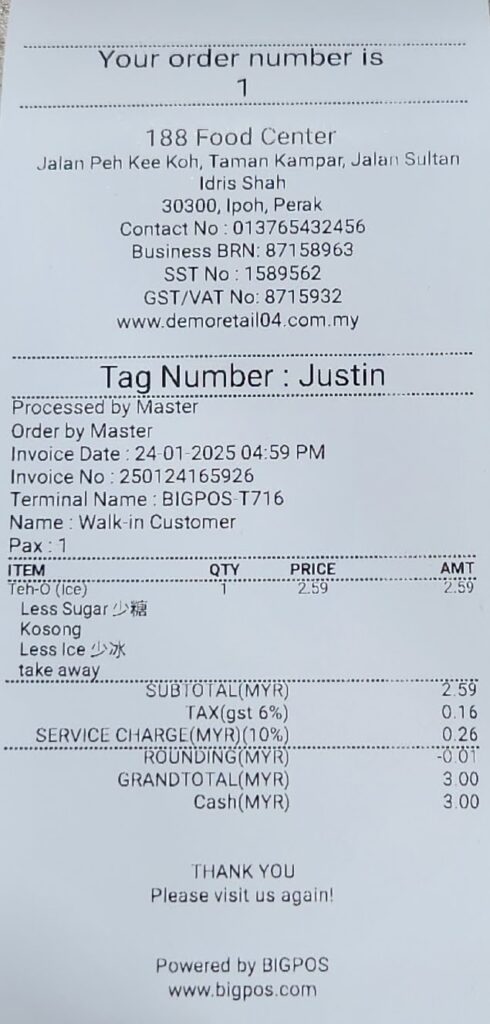 Your order number is
1
188 Food Center
Jalan Peh Kee Koh, Taman Kampar, Jalan Sultan
Idris Shah
30300, Ipoh, Perak
Contact No : 013765432456
Business BRN: 87158963
SST No : 1589562
GST/VAT No: 8715932
www.demoretail04.com.my
Tag Number : Justin
Processed by Master
Order by Master
Invoice Date : 24-01-2025 04:59 PM
Invoice No : 250124165926
Terminal Name : BIGPOS-T716
Name : Walk-in Customer
Pax : 1
ITEM QTY PRICE AMT
Teh-O (Ice) 1 2.59 2.59
Less Sugar 少糖
Kosong
Less Ice 少冰
take away
SUBTOTAL(MYR) 2.59
TAX(gst 6%) 0.16
SERVICE CHARGE(MYR)(10%) 0.26
ROUNDING(MYR) -0.01
GRANDTOTAL(MYR) 3.00
Cash(MYR) 3.00
THANK YOU
Please visit us again!
Powered by BIGPOS
www.bigpos.com